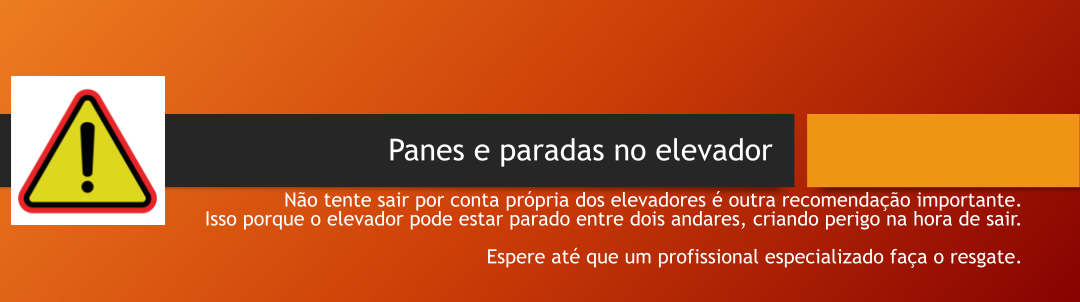 Panes e paradas no elevador
Não tente sair por conta própria dos elevadores é outra recomendação importante.
Isso porque o elevador pode estar parado entre dois andares, criando perigo na hora de sair.
Espere até que um profissional especializado faça o resgate.